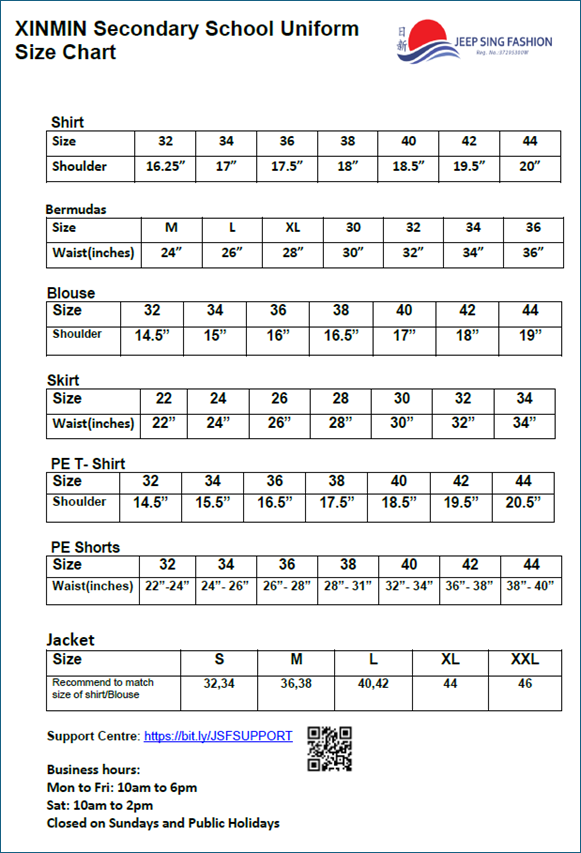 XINMIN Secondary School Uniform
Size Chart
日新
JEEP SING FASHION
Shirt
Size 32 34 36 38 40 42 44
Shoulder 16.25” 17” 17.5” 18” 18.5” 19.5” 20”
Bermudas
Size M L XL 30 32 34 36
Waist(inches) 24” 26” 28” 30” 32” 34” 36”
Blouse
Size 32 34 36 38 40 42 44
Shoulder 14.5” 15” 16” 16.5” 17” 18” 19”
Skirt
Size 22 24 26 28 30 32 34
Waist(inches) 22” 24” 26” 28” 30” 32” 34”
PE T- Shirt
Size 32 34 36 38 40 42 44
Shoulder 14.5” 15.5” 16.5” 17.5” 18.5” 19.5” 20.5”
PE Shorts
Size 32 34 36 38 40 42 44
Waist(inches) 22”-24” 24”- 26” 26”- 28” 28”- 31” 32”- 34” 36”- 38” 38”- 40”
Jacket
Size S M L XL XXL
Recommend to match 32,34 36,38 40,42 44 46
size of shirt/Blouse
Support Centre: https://bit.ly/JSFSUPPORT
Business hours:
Mon to Fri: 10am to 6pm
Sat: 10am to 2pm
Closed on Sundays and Public Holidays